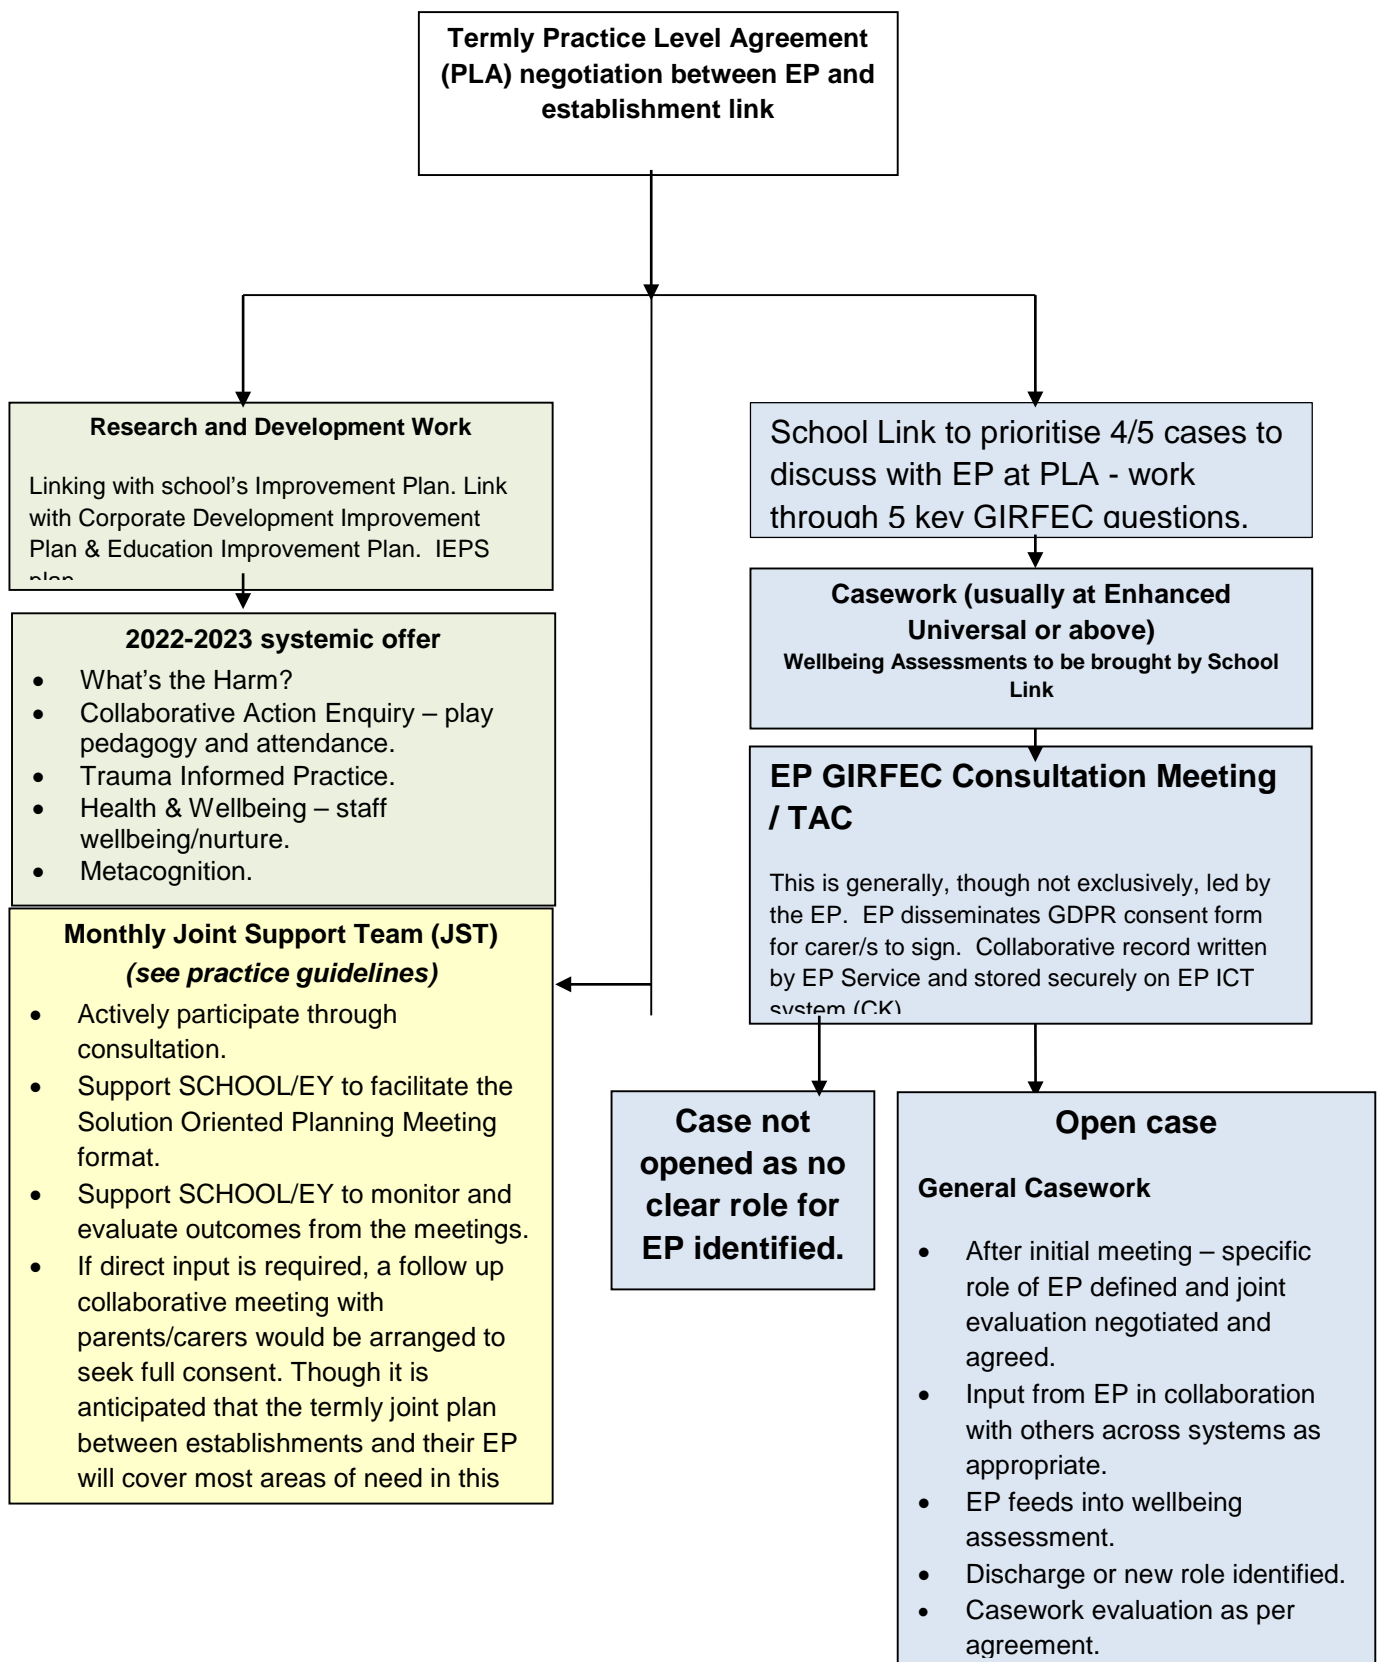 Termly Practice Level Agreement
(PLA) negotiation between EP and
establishment link
Research and Development Work
Linking with school’s Improvement Plan. Link
with Corporate Development Improvement
Plan & Education Improvement Plan.  IEPS
plan
2022-2023 systemic offer
• What’s the Harm?
• Collaborative Action Enquiry – play
pedagogy and attendance.
• Trauma Informed Practice.
• Health & Wellbeing – staff
wellbeing/nurture.
• Metacognition.
Monthly Joint Support Team (JST)
(see practice guidelines)
• Actively participate through
consultation.
• Support SCHOOL/EY to facilitate the
Solution Oriented Planning Meeting
format.
• Support SCHOOL/EY to monitor and
evaluate outcomes from the meetings.
• If direct input is required, a follow up
collaborative meeting with
parents/carers would be arranged to
seek full consent. Though it is
anticipated that the termly joint plan
between establishments and their EP
will cover most areas of need in this
School Link to prioritise 4/5 cases to
discuss with EP at PLA - work
through 5 key GIRFEC questions.
Casework (usually at Enhanced
Universal or above)
Wellbeing Assessments to be brought by School
Link
EP GIRFEC Consultation Meeting
/ TAC
This is generally, though not exclusively, led by
the EP.  EP disseminates GDPR consent form
for carer/s to sign.  Collaborative record written
by EP Service and stored securely on EP ICT
system (CK)
Case not
opened as no
clear role for
EP identified.
Open case
General Casework
• After initial meeting – specific
role of EP defined and joint
evaluation negotiated and
agreed.
• Input from EP in collaboration
with others across systems as
appropriate.
• EP feeds into wellbeing
assessment.
• Discharge or new role identified.
• Casework evaluation as per
agreement.